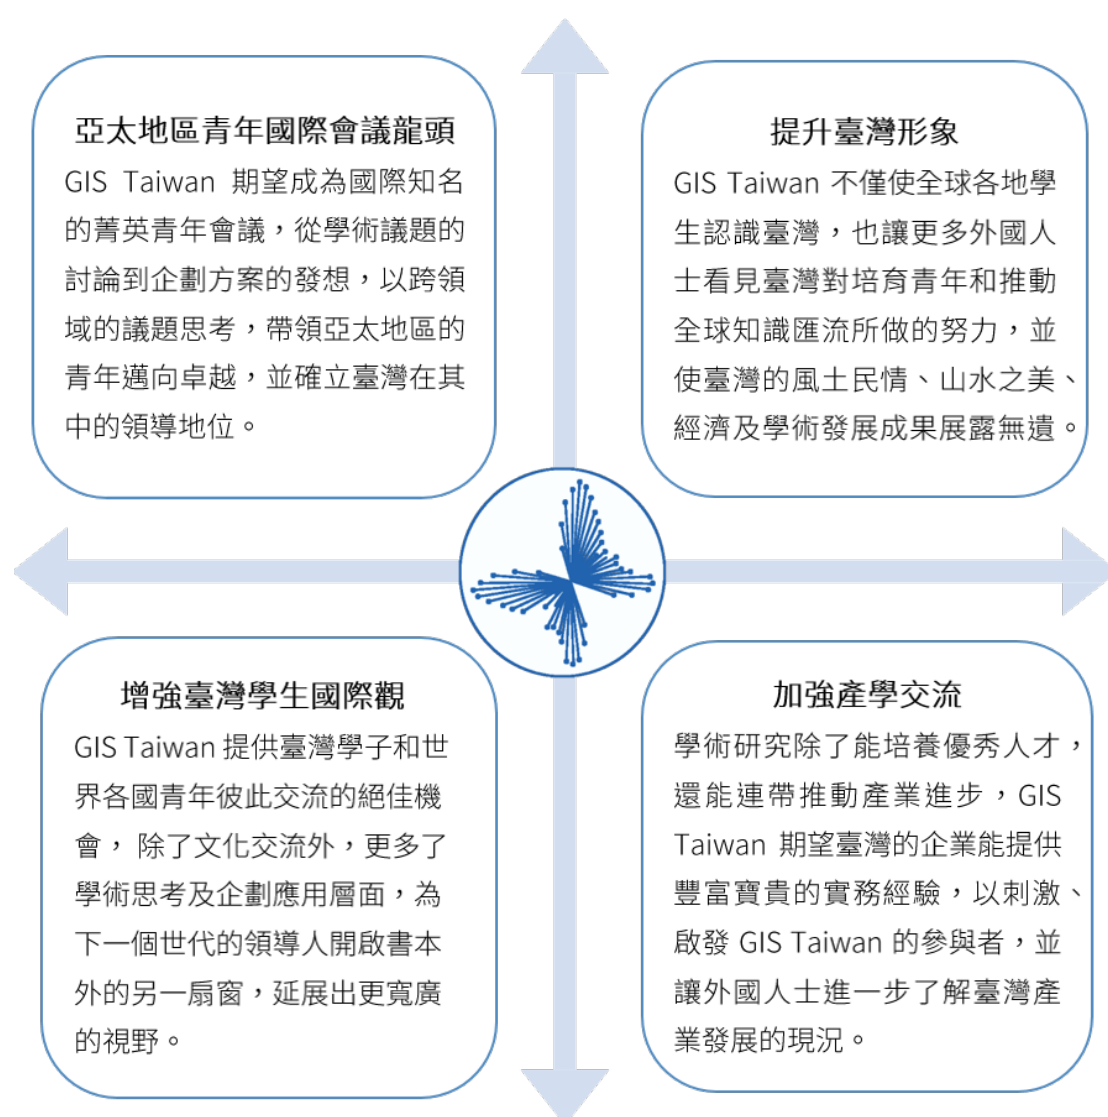 亞太地區青年國際會議龍頭
GIS Taiwan 期望成為國際知名
的菁英青年會議，從學術議題的
討論到企劃方案的發想，以跨領
域的議題思考，帶領亞太地區的
青年邁向卓越，並確立臺灣在其
中的領導地位。
提升臺灣形象
GIS Taiwan 不僅使全球各地學
生認識臺灣，也讓更多外國人
士看見臺灣對培育青年和推動
全球知識匯流所做的努力，並
使臺灣的風土民情、山水之美、
經濟及學術發展成果展露無遺。
增強臺灣學生國際觀
GIS Taiwan 提供臺灣學子和世
界各國青年彼此交流的絕佳機
會， 除了文化交流外，更多了
學術思考及企劃應用層面，為
下一個世代的領導人開啟書本
外的另一扇窗，延展出更寬廣
的視野。
加強產學交流
學術研究除了能培養優秀人才，
還能連帶推動產業進步，GIS
Taiwan 期望臺灣的企業能提供
豐富寶貴的實務經驗，以刺激、
啟發 GIS Taiwan 的參與者，並
讓外國人士進一步了解臺灣產
業發展的現況。